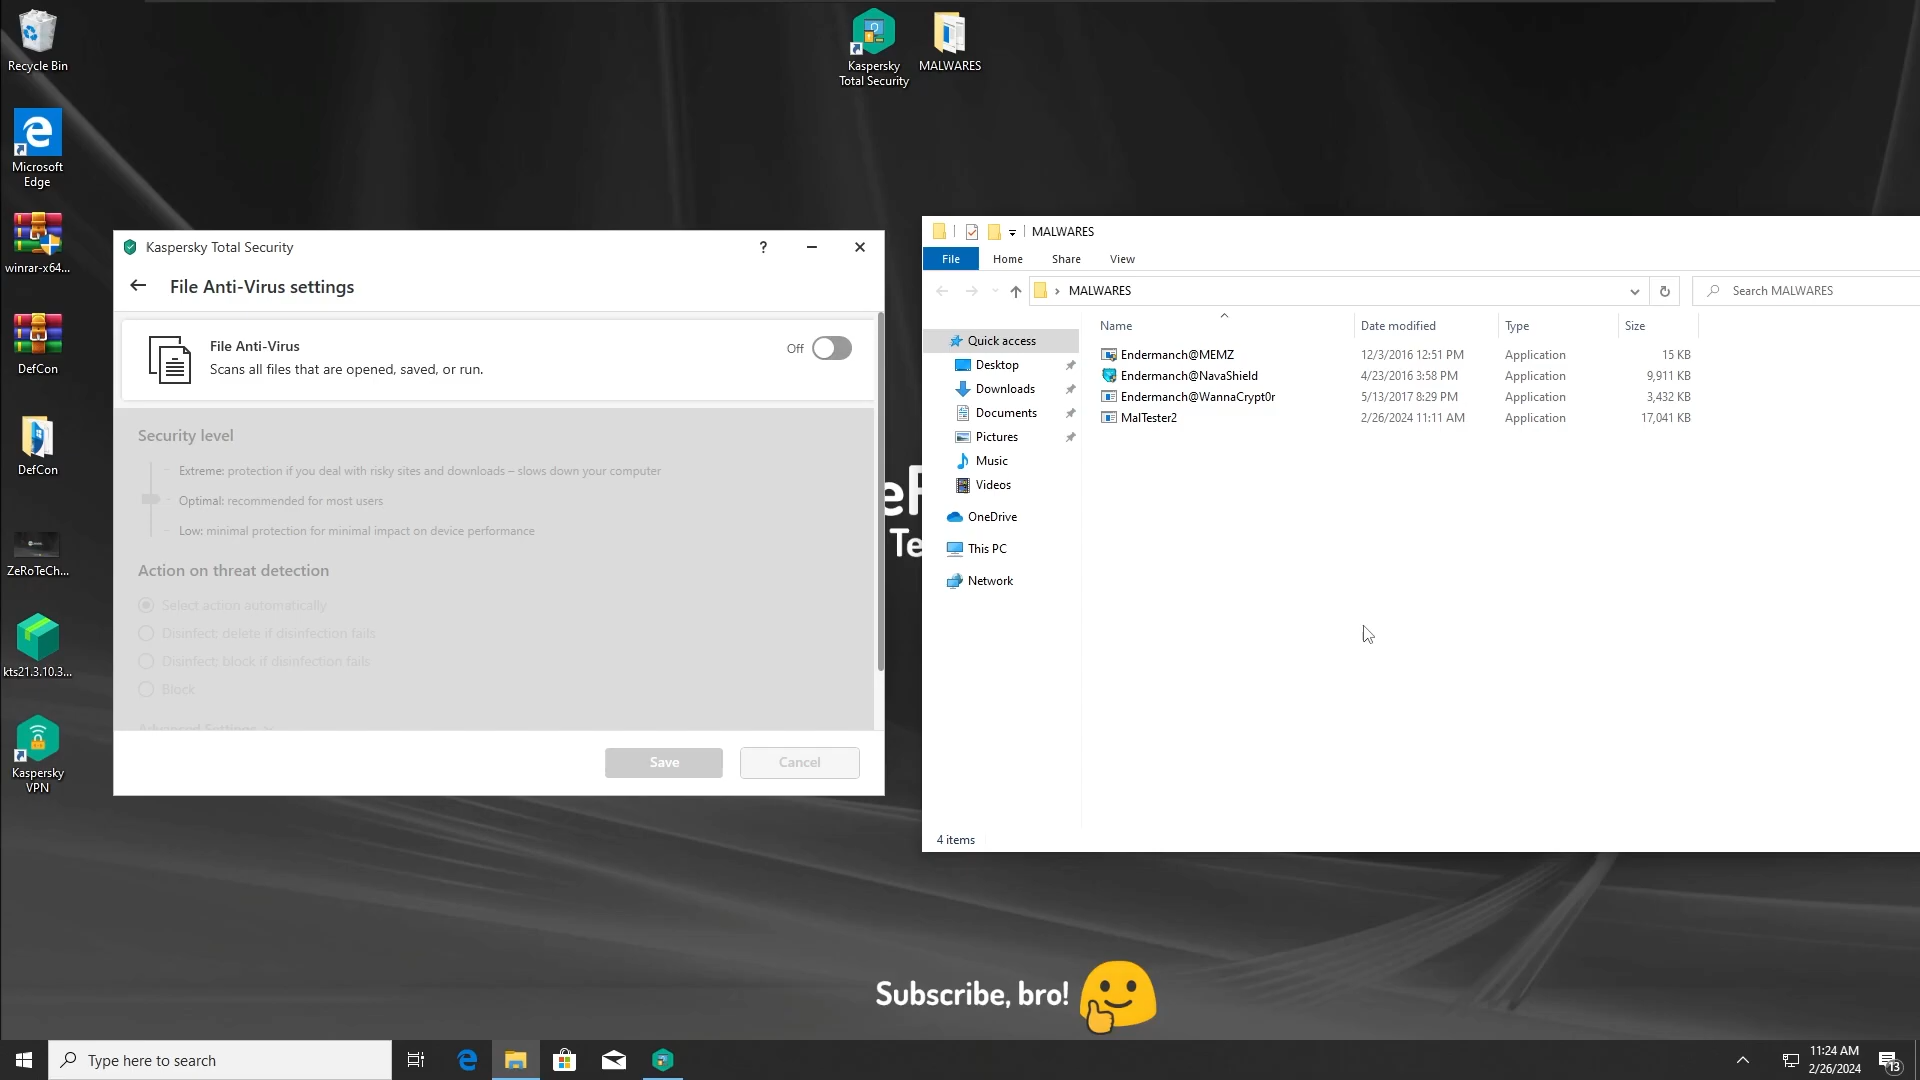 Recycle Bin
Microsoft
Edge
winrar-x64...
DefCon
DefCon
ZeRoTeCh...
kts21.3.10.3...
Kaspersky
VPN
Kaspersky
Total Security
MALWARES
Kaspersky Total Security
?
File Anti-Virus settings
File Anti-Virus
Scans all files that are opened, saved, or run.
Off
Security level
Extreme: protection if you deal with risky sites and downloads – slows down your computer
Optimal: recommended for most users
Low: minimal protection for minimal impact on device performance
Action on threat detection
Select action automatically
Disinfect; delete if disinfection fails
Disinfect; block if disinfection fails
Block
Advanced Settings
Save Cancel
MALWARES
File Home Share View
MALWARES
Search MALWARES
Quick access
Desktop
Downloads
Documents
Pictures
Music
Videos
OneDrive
This PC
Network
Name Date modified Type Size
Endermanch@MEMZ 12/3/2016 12:51 PM Application 15 KB
Endermanch@NavaShield 4/23/2016 3:58 PM Application 9,911 KB
Endermanch@WannaCrypt0r 5/13/2017 8:29 PM Application 3,432 KB
MalTester2 2/26/2024 11:11 AM Application 17,041 KB
4 items
Te
Subscribe, bro!
Type here to search
11:24 AM
2/26/2024
13